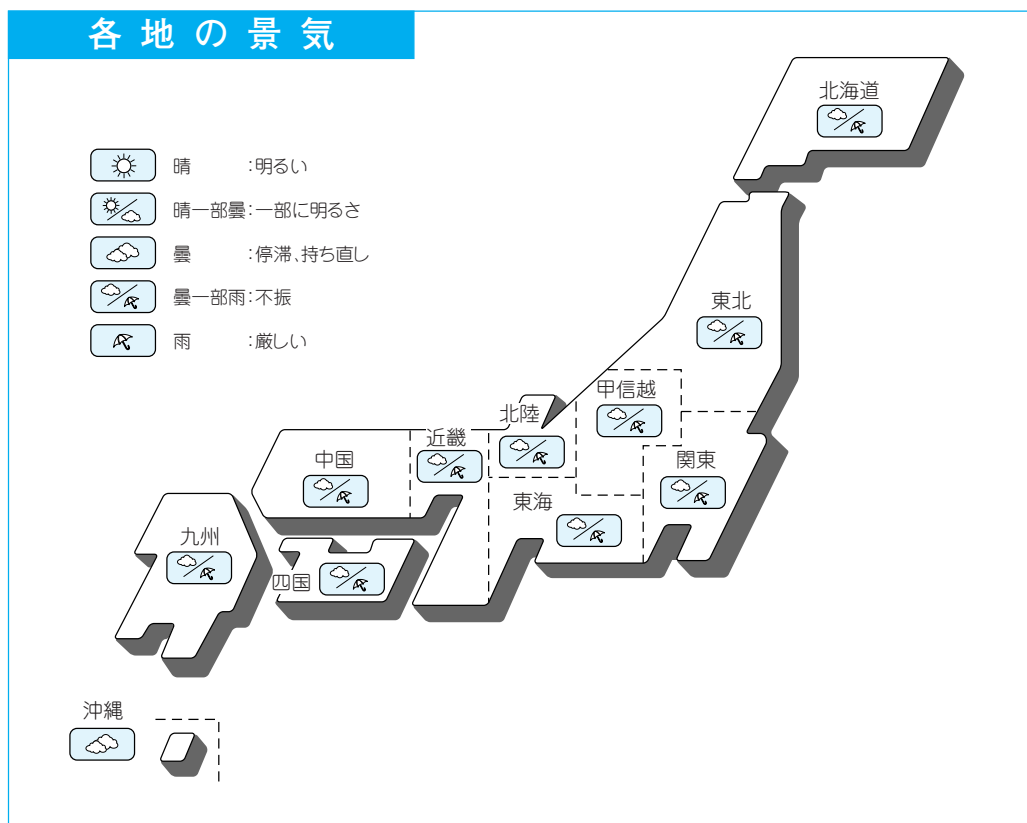 各地の景気
北海道
晴　　　：明るい
晴一部曇：一部に明るさ
曇　　　：停滞、持ち直し
曇一部雨：不振
雨　　　：厳しい
東北
甲信越
北陸
近畿
中国
関東
東海
九州
四国
沖縄